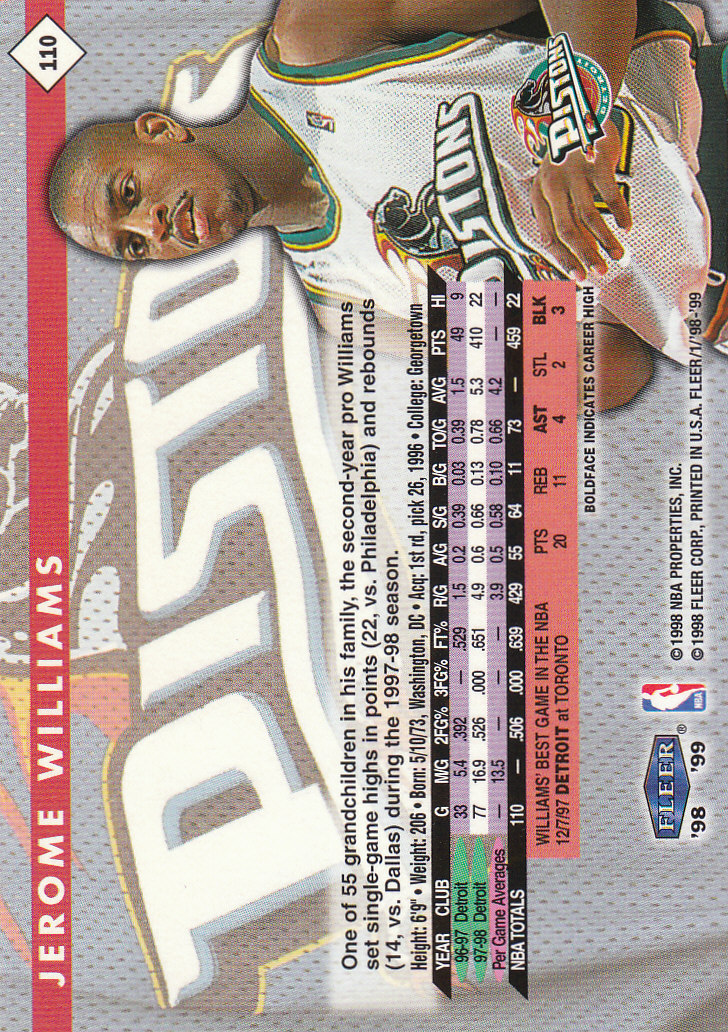 110
JEROME WILLIAMS
PISTO
PISTONS
PISTONS
One of 55 grandchildren in his family, the second-year pro Williams
set single-game highs in points (22, vs. Philadelphia) and rebounds
(14, vs. Dallas) during the 1997-98 season.
Height: 6'9" • Weight: 206 • Born: 5/10/73, Washington, DC • Acq: 1st rd, pick 26, 1996 • College: Georgetown
YEAR CLUB G M/G 2FG% 3FG% FT% R/G A/G S/G B/G TO/G AVG PTS HI
96-97 Detroit 33 5.4 .392 — .529 1.5 0.2 0.39 0.03 0.39 1.5 49 9
97-98 Detroit 77 16.9 .526 .000 .651 4.9 0.6 0.66 0.13 0.78 5.3 410 22
Per Game Averages — 13.5 — — — 3.9 0.5 0.58 0.10 0.66 4.2 — —
NBA TOTALS 110 — .506 .000 .639 429 55 64 11 73 — 459 22
WILLIAMS' BEST GAME IN THE NBA PTS REB AST STL BLK
12/7/97 DETROIT at TORONTO 20 11 4 2 3
BOLDFACE INDICATES CAREER HIGH
FLEER®
'98 '99
NBA
© 1998 NBA PROPERTIES, INC.
© 1998 FLEER CORP., PRINTED IN U.S.A. FLEER/1/'98-'99